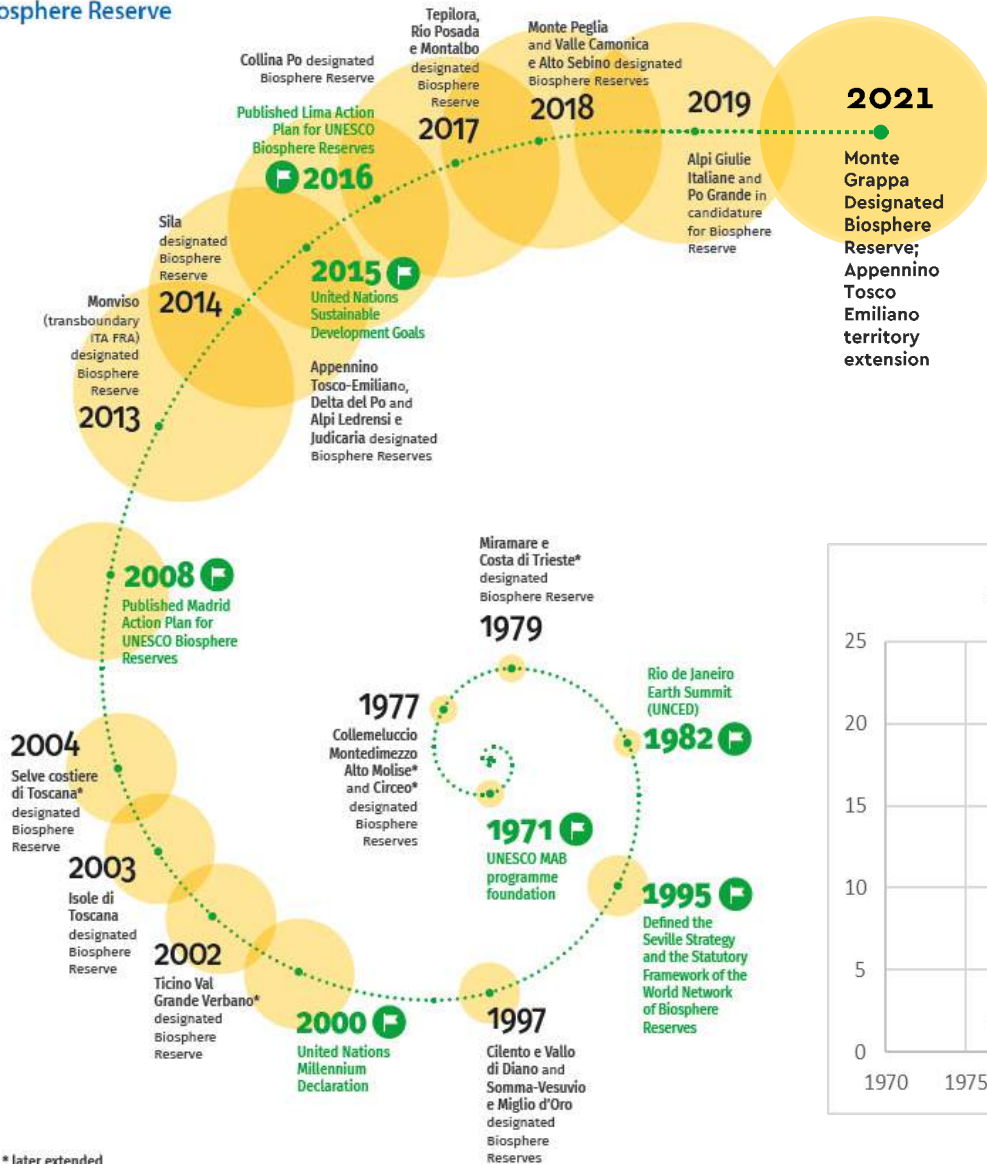 osphere Reserve
Collina Po designated
Biosphere Reserve
Published Lima Action
Plan for UNESCO
Biosphere Reserves
2016
Tepilora,
Rio Posada
e Montalbo
designated
Biosphere
Reserve
2017
Monte Peglia
and Valle Camonica
e Alto Sebino designated
Biosphere Reserves
2018
2019
Alpi Giulie
Italiane and
Po Grande in
candidature
for Biosphere
Reserve
2021
Monte
Grappa
Designated
Biosphere
Reserve;
Appennino
Tosco
Emiliano
territory
extension
Sila
designated
Biosphere
Reserve
2014
2015
United Nations
Sustainable
Development Goals
Appennino
Tosco-Emiliano,
Delta del Po and
Alpi Ledrensi e
Judicaria designated
Biosphere Reserves
Monviso
(transboundary
ITA FRA)
designated
Biosphere
Reserve
2013
2008
Published Madrid
Action Plan for
UNESCO Biosphere
Reserves
Miramare e
Costa di Trieste*
designated
Biosphere Reserve
1979
1977
Collemeluccio
Montedimezzo
Alto Molise*
and Circeo*
designated
Biosphere
Reserves
Rio de Janeiro
Earth Summit
(UNCED)
1982
1971
UNESCO MAB
programme
foundation
1995
Defined the
Seville Strategy
and the Statutory
Framework of the
World Network
of Biosphere
Reserves
2004
Selve costiere
di Toscana*
designated
Biosphere
Reserve
2003
Isole di
Toscana
designated
Biosphere
Reserve
2002
Ticino Val
Grande Verbano*
designated
Biosphere
Reserve
2000
United Nations
Millennium
Declaration
1997
Cilento e Vallo
di Diano and
Somma-Vesuvio
e Miglio d'Oro
designated
Biosphere
Reserves
25
20
15
10
5
0
1970 1975
* later extended